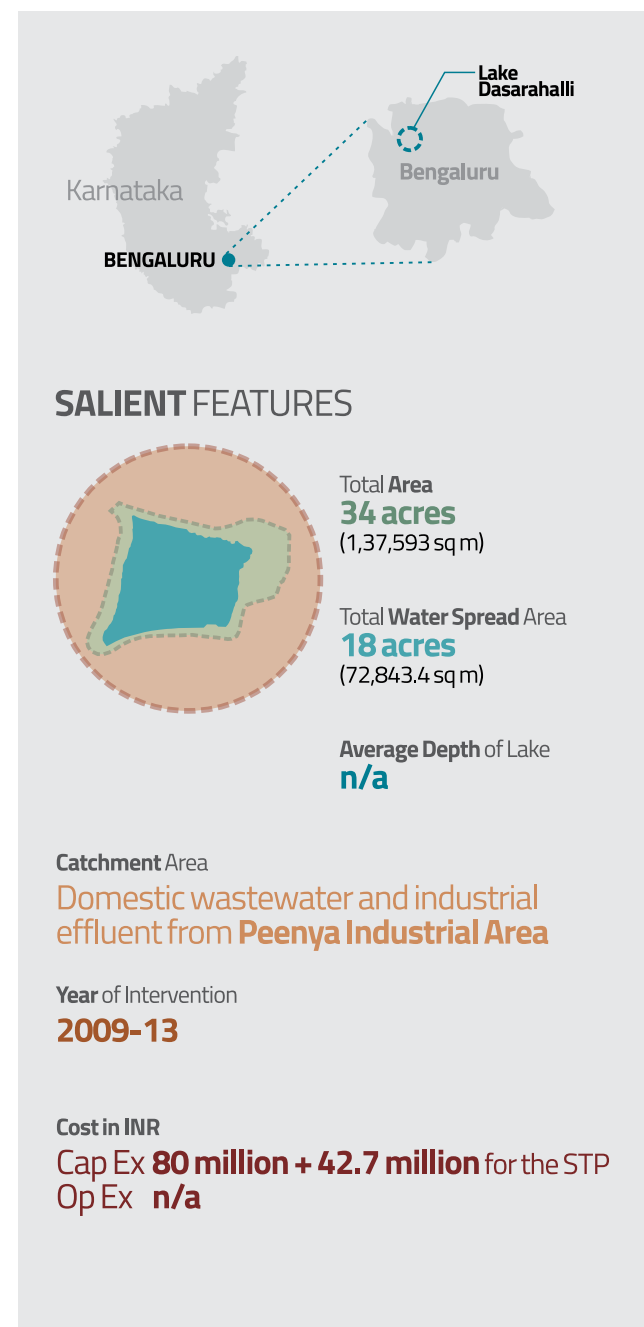 Lake
Dasarahalli
Karnataka
Bengaluru
BENGALURU
SALIENT FEATURES
Total Area
34 acres
(1,37,593 sq m)
Total Water Spread Area
18 acres
(72,843.4 sq m)
Average Depth of Lake
n/a
Catchment Area
Domestic wastewater and industrial
effluent from Peenya Industrial Area
Year of Intervention
2009-13
Cost in INR
Cap Ex 80 million + 42.7 million for the STP
Op Ex n/a